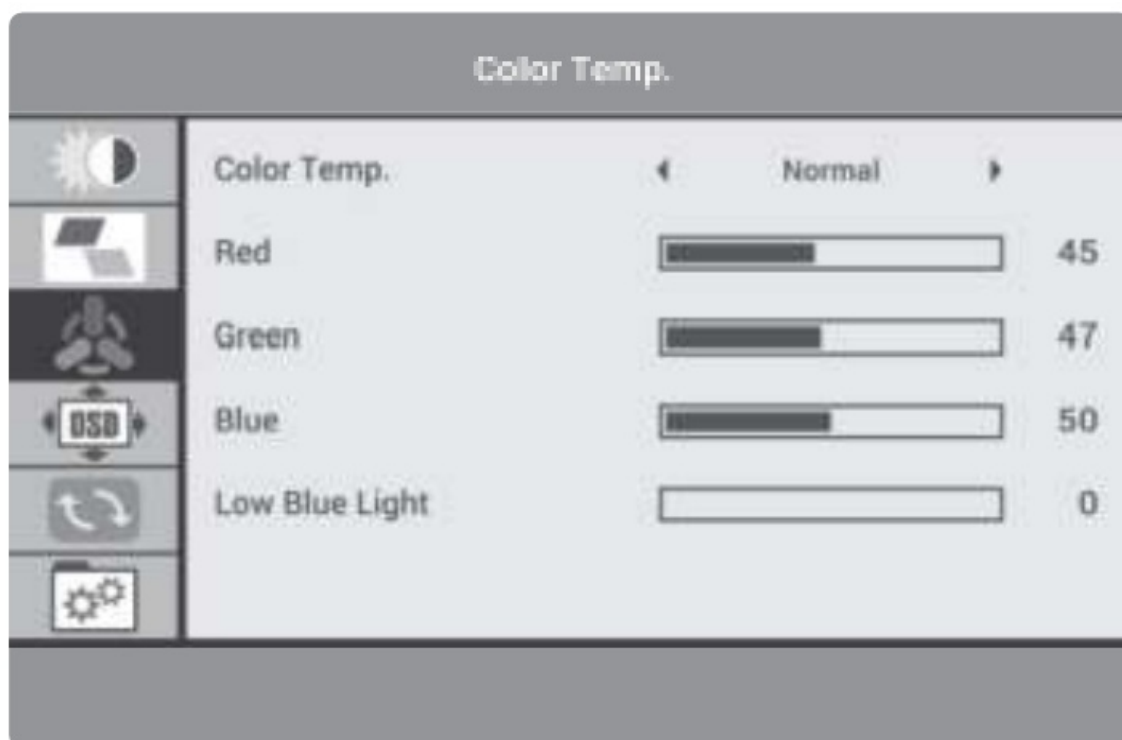 Color Temp.
Color Temp. Normal
Red 45
Green 47
Blue 50
OSD
Low Blue Light 0